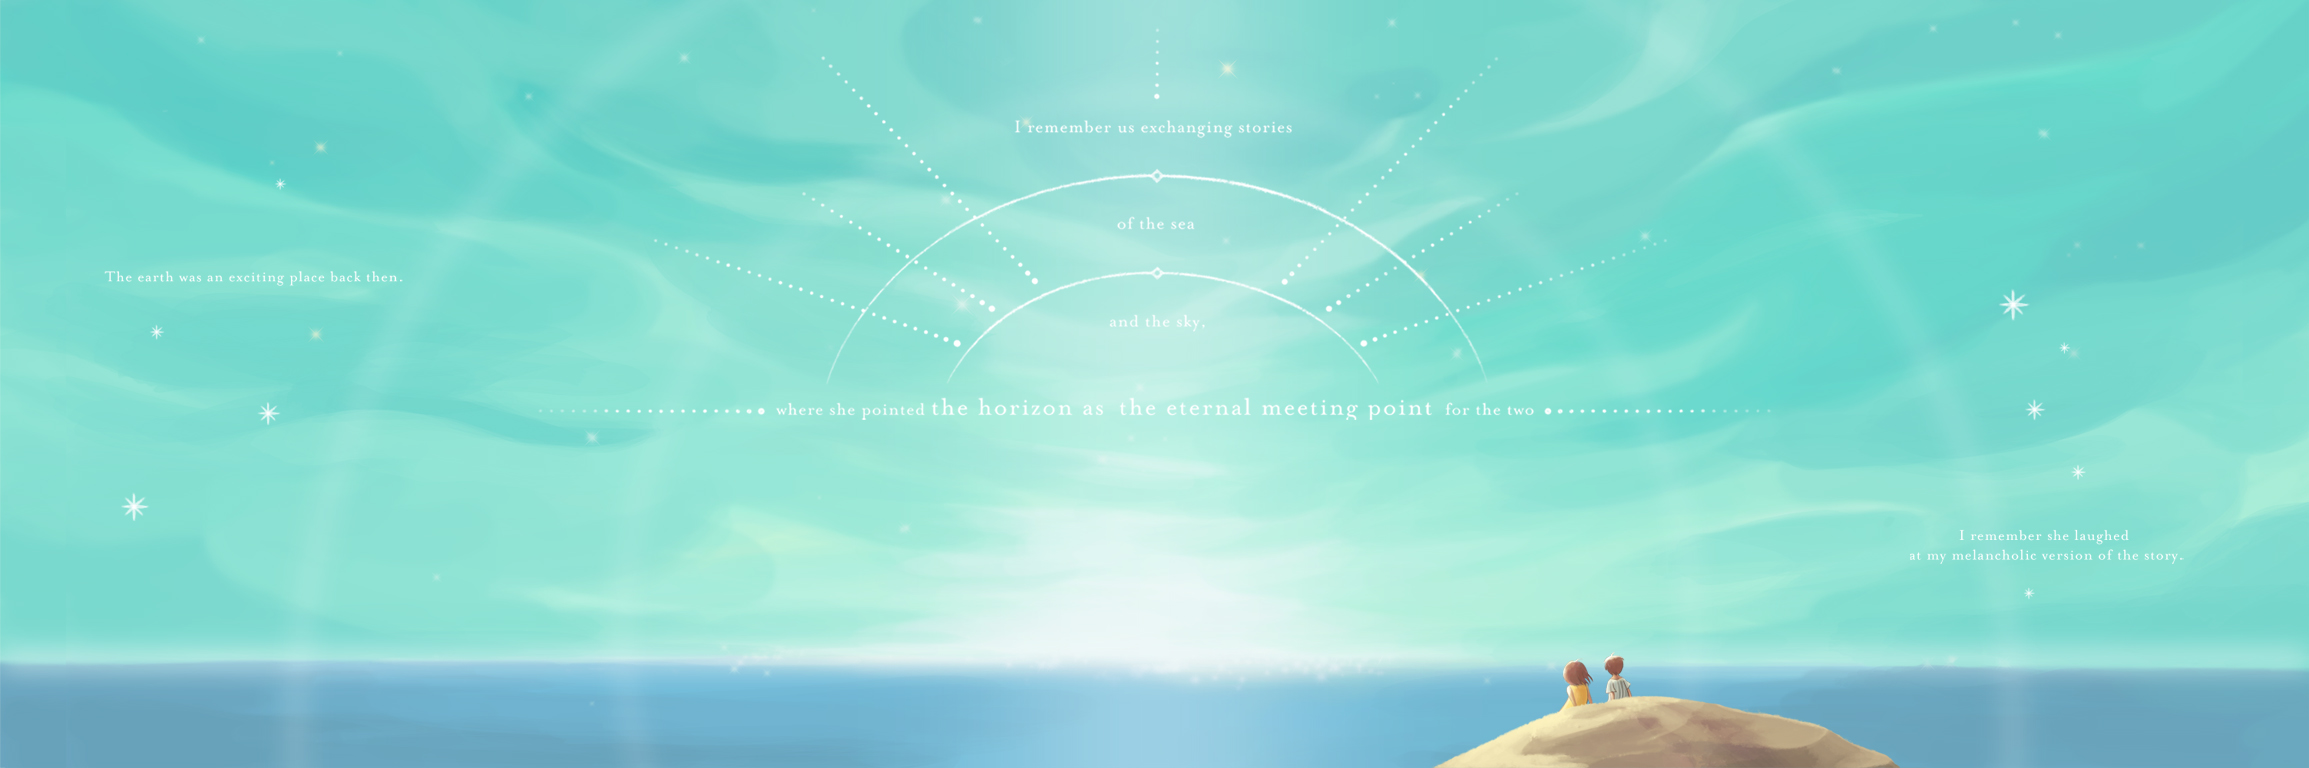 The earth was an exciting place back then.
I remember us exchanging stories
of the sea
and the sky.
where she pointed the horizon as the eternal meeting point for the two
I remember she laughed
at my melancholic version of the story.